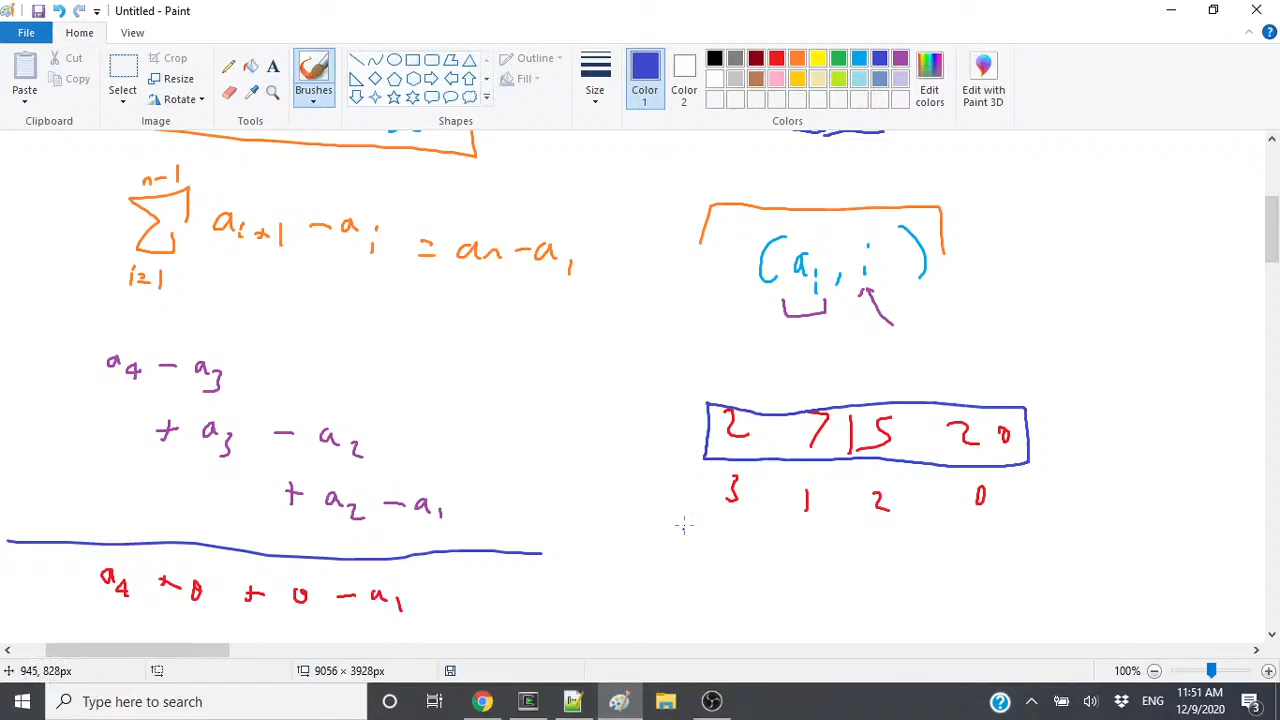 Untitled - Paint
File Home View
Paste
Cut
Copy
Clipboard
Select
Crop
Resize
Rotate
Image
Tools
Brushes
Outline
Fill
Shapes
Size
Color 1
Color 2
Edit colors
Colors
Edit with Paint 3D
n-1
∑ a_{i+1} - a_i = a_n - a_1
i=1
(a_i, i)
a_4 - a_3
+ a_3 - a_2
+ a_2 - a_1
a_4 + 0 + 0 - a_1
2 7 15 20
3 1 2 0
945, 828px
9056 × 3928px
100%
Type here to search
ENG
11:51 AM
12/9/2020
3